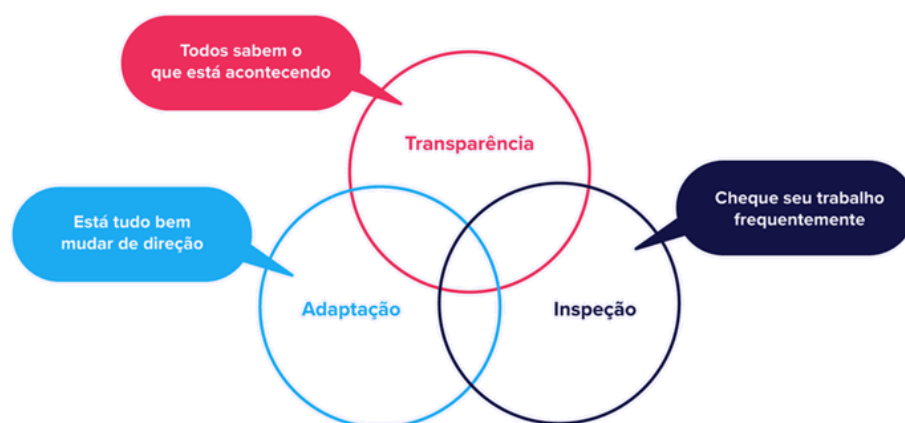 Todos sabem o
que está acontecendo
Transparência
Cheque seu trabalho
frequentemente
Está tudo bem
mudar de direção
Adaptação
Inspeção